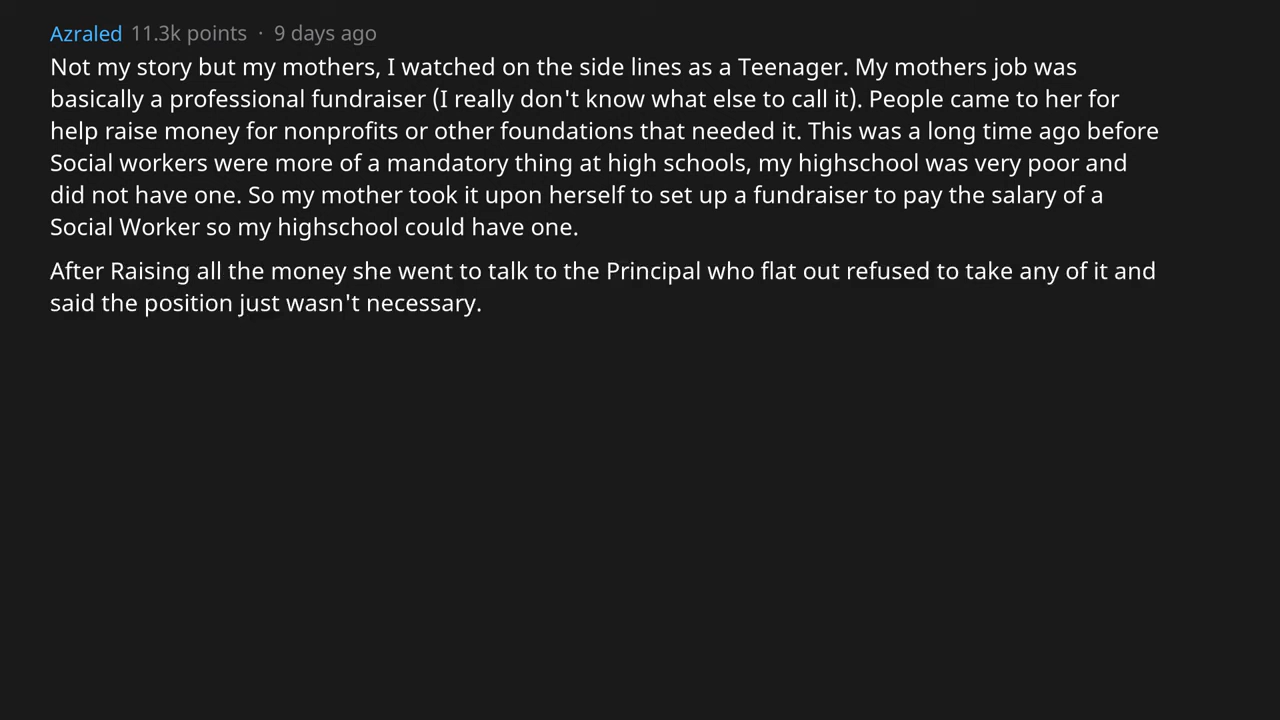 Azraled 11.3k points · 9 days ago
Not my story but my mothers, I watched on the side lines as a Teenager. My mothers job was
basically a professional fundraiser (I really don't know what else to call it). People came to her for
help raise money for nonprofits or other foundations that needed it. This was a long time ago before
Social workers were more of a mandatory thing at high schools, my highschool was very poor and
did not have one. So my mother took it upon herself to set up a fundraiser to pay the salary of a
Social Worker so my highschool could have one.
After Raising all the money she went to talk to the Principal who flat out refused to take any of it and
said the position just wasn't necessary.